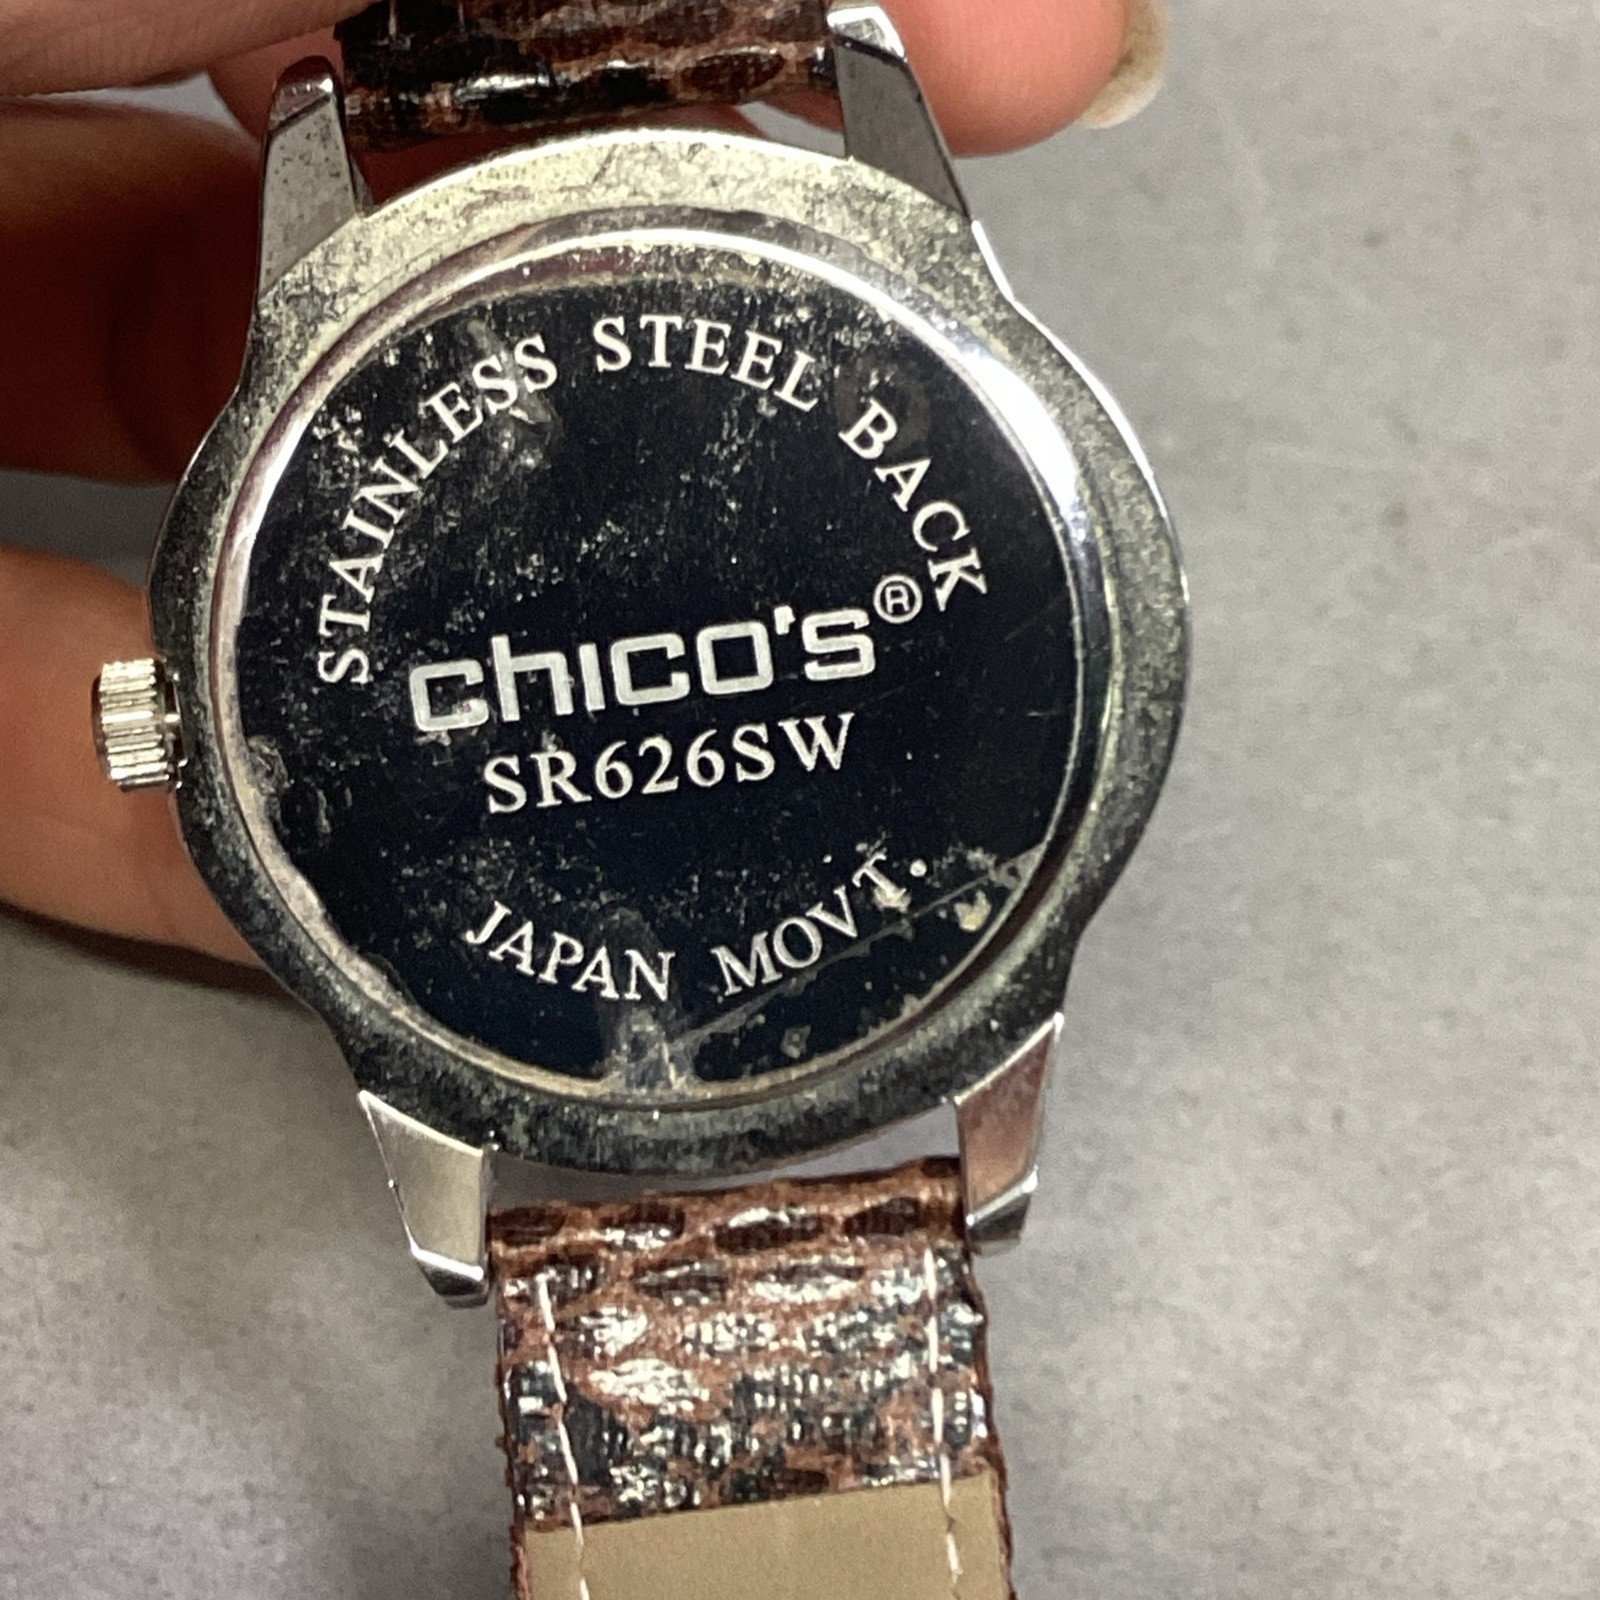 STAINLESS STEEL BACK
chico's®
SR626SW
JAPAN MOVT.